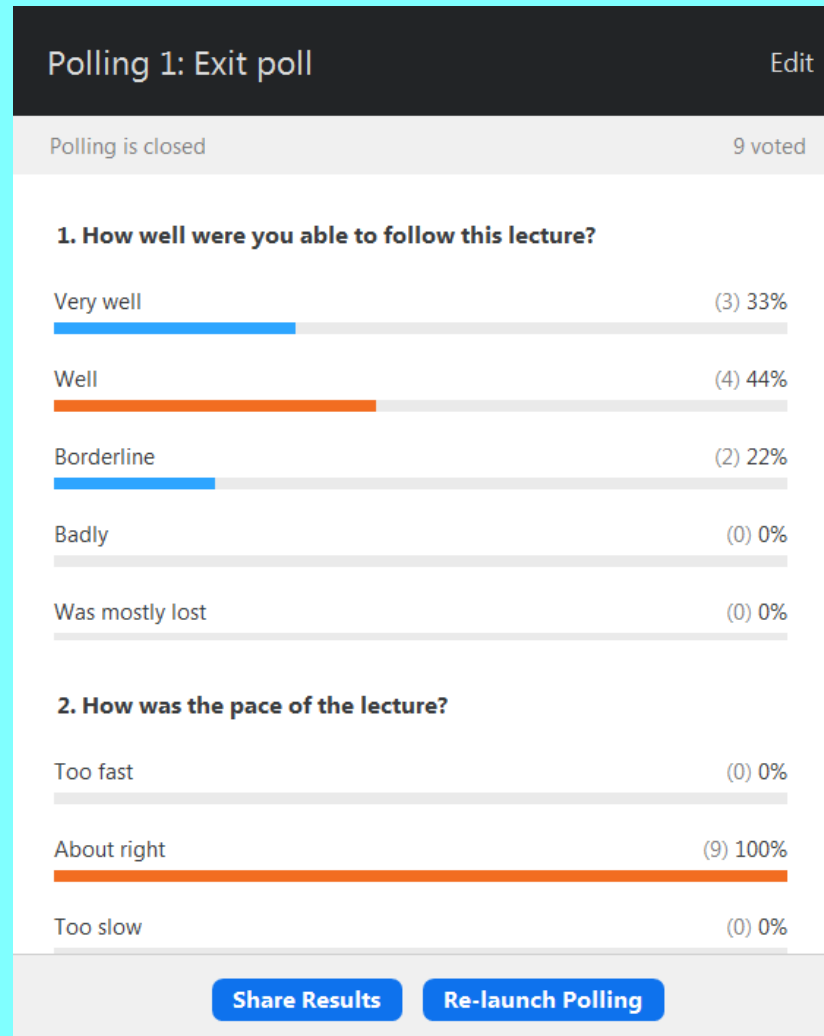 Polling 1: Exit poll Edit
Polling is closed 9 voted
1. How well were you able to follow this lecture?
Very well (3) 33%
Well (4) 44%
Borderline (2) 22%
Badly (0) 0%
Was mostly lost (0) 0%
2. How was the pace of the lecture?
Too fast (0) 0%
About right (9) 100%
Too slow (0) 0%
Share Results Re-launch Polling